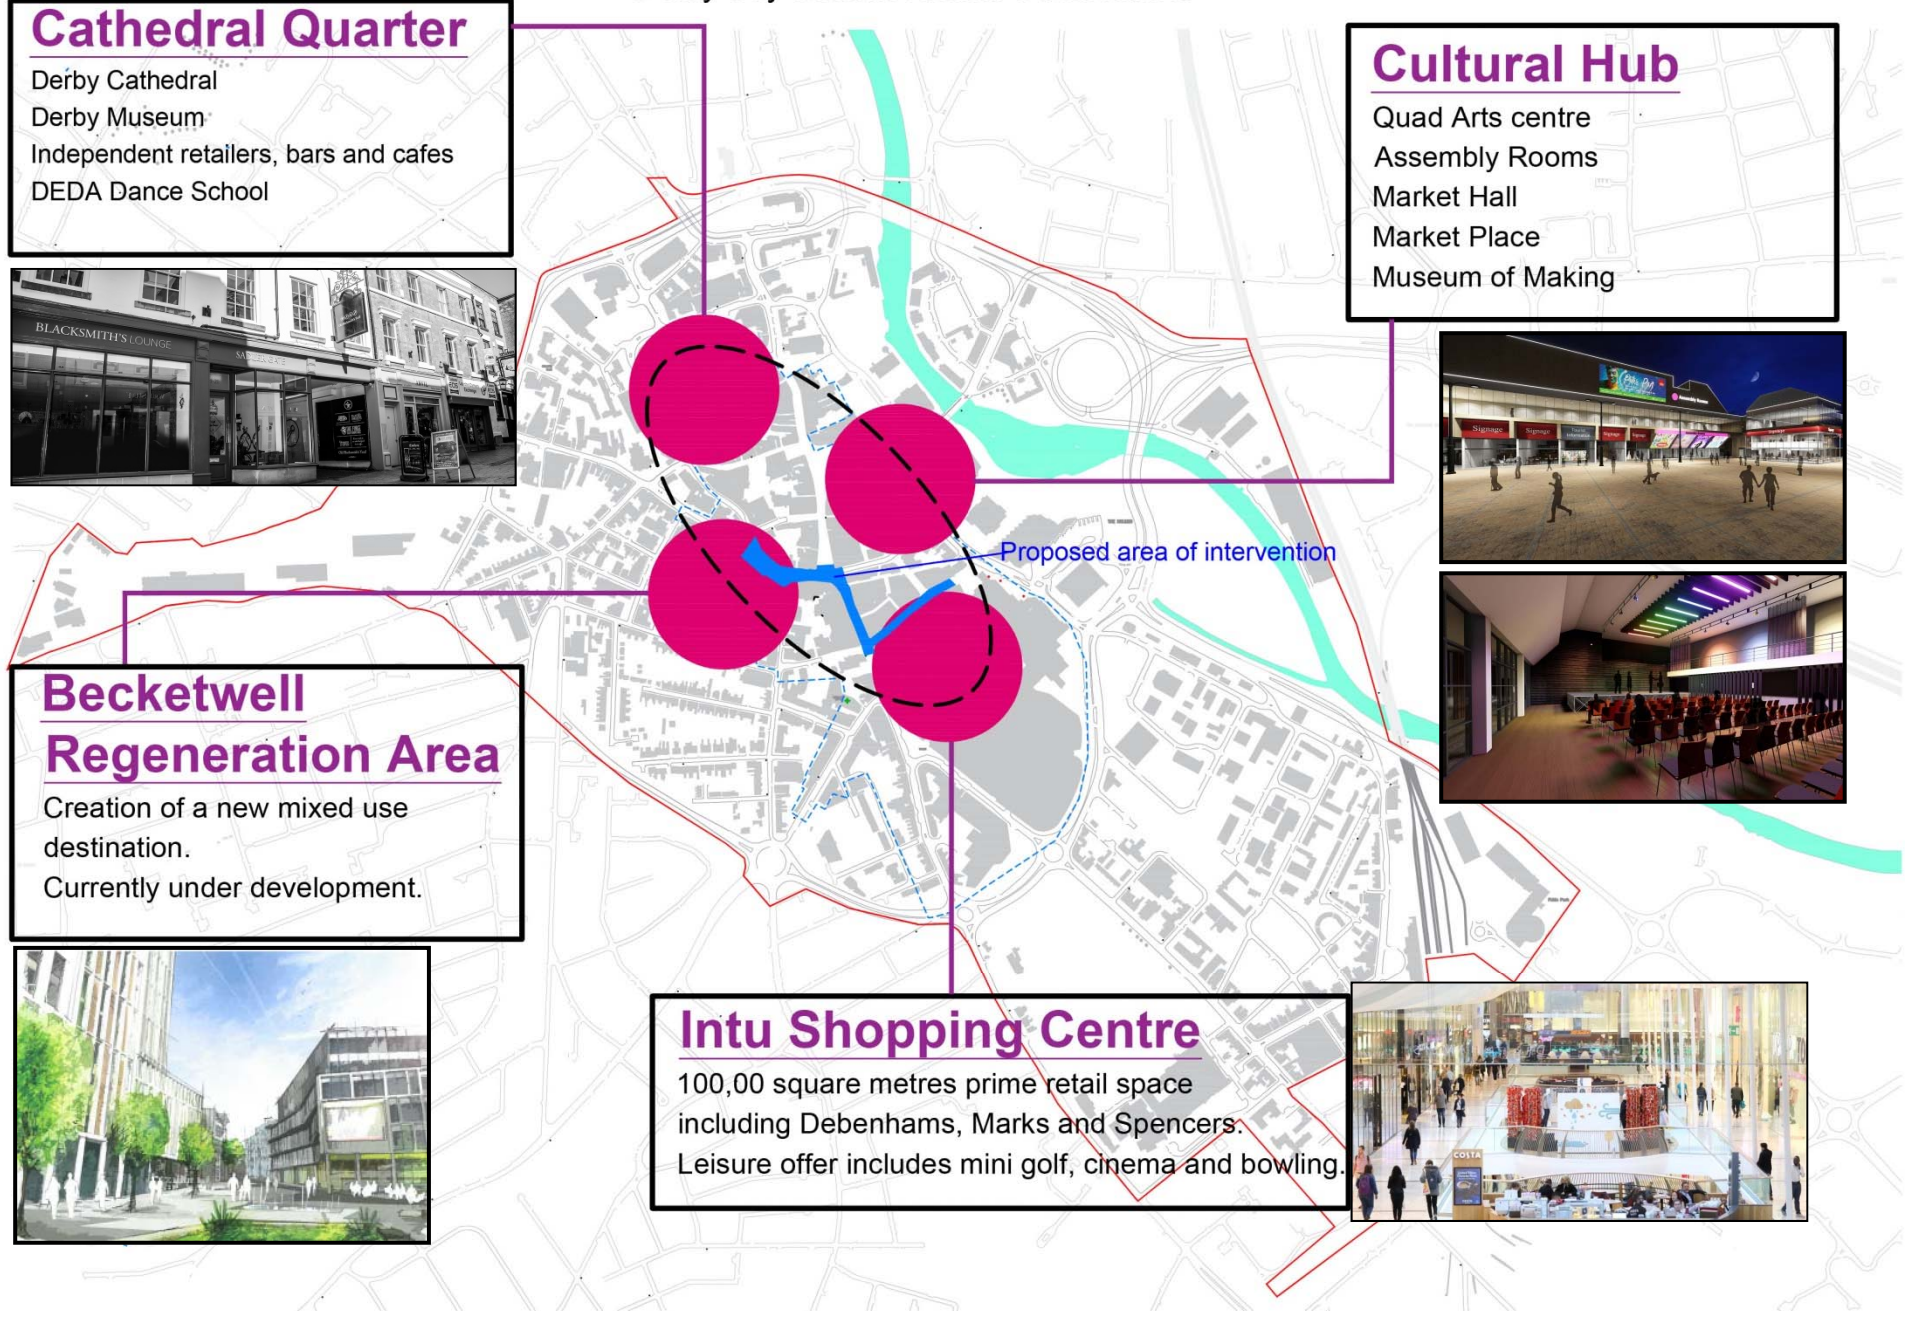 Cathedral Quarter
Derby Cathedral
Derby Museum
Independent retailers, bars and cafes
DEDA Dance School
Cultural Hub
Quad Arts centre
Assembly Rooms
Market Hall
Market Place
Museum of Making
BLACKSMITH'S LOUNGE
Signage
Signage
Signage
Proposed area of intervention
Becketwell
Regeneration Area
Creation of a new mixed use
destination.
Currently under development.
Intu Shopping Centre
100,00 square metres prime retail space
including Debenhams, Marks and Spencers.
Leisure offer includes mini golf, cinema and bowling.
COSTA